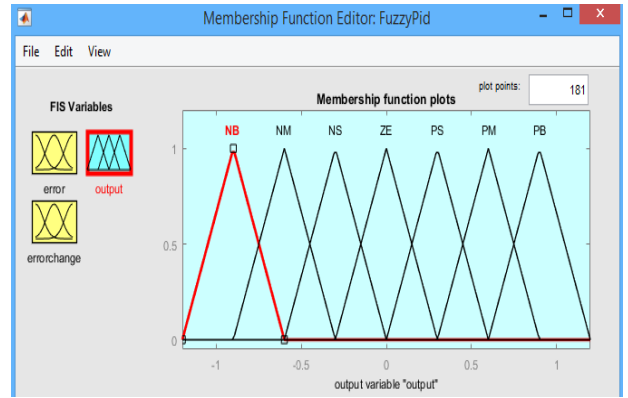 Membership Function Editor: FuzzyPid
File Edit View
FIS Variables
error
output
errorchange
plot points: 181
Membership function plots
NB NM NS ZE PS PM PB
1
0.5
0
-1 -0.5 0 0.5 1
output variable "output"